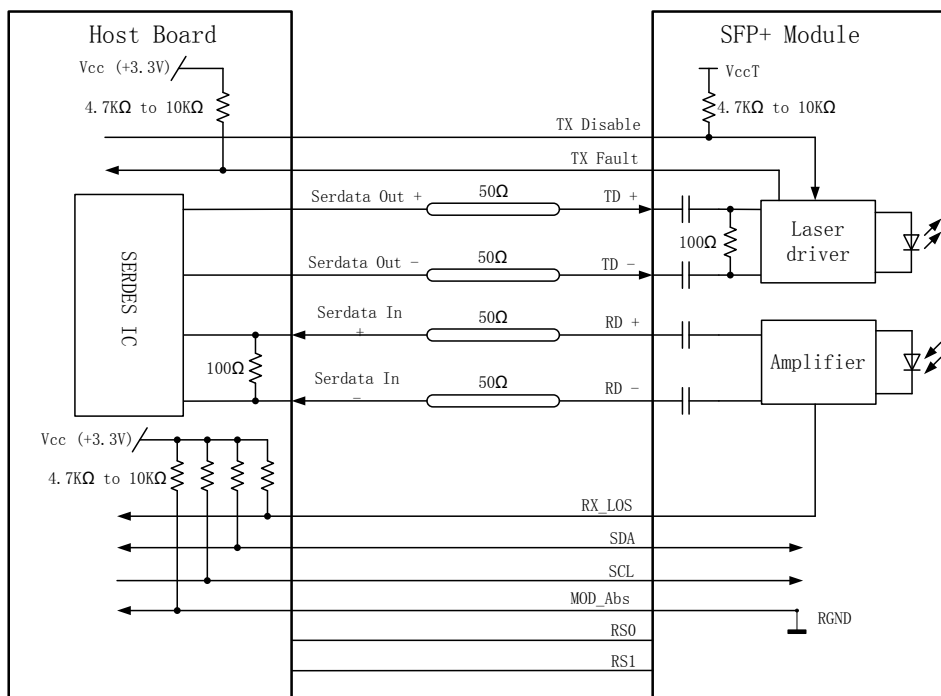 Host Board
SFP+ Module
Vcc (+3.3V)
VccT
4.7KΩ to 10KΩ
4.7KΩ to 10KΩ
TX Disable
TX Fault
Serdata Out +
50Ω
TD +
100Ω
Laser
driver
Serdata Out -
50Ω
TD -
SERDES IC
Serdata In
+
50Ω
RD +
100Ω
Amplifier
Serdata In
-
50Ω
RD -
Vcc (+3.3V)
4.7KΩ to 10KΩ
RX_LOS
SDA
SCL
MOD_Abs
RGND
RS0
RS1